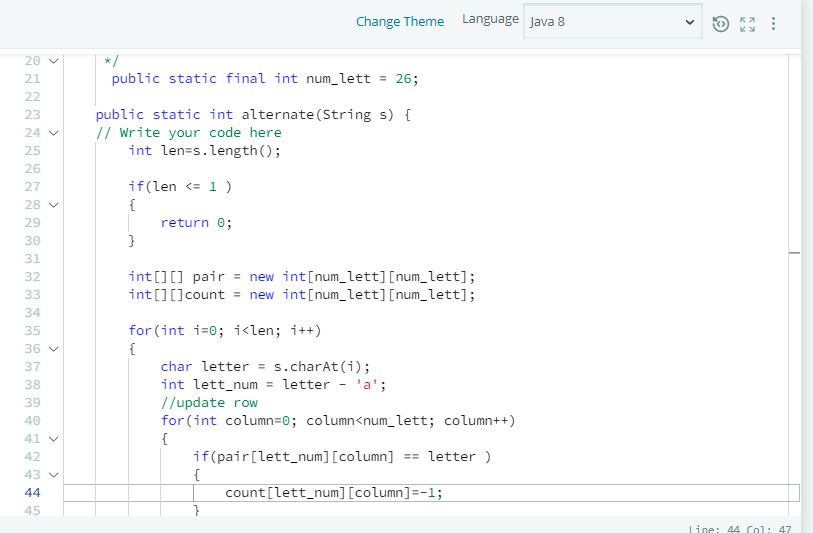 Change Theme Language Java 8
20 */
21 public static final int num_lett = 26;
22
23 public static int alternate(String s) {
24 // Write your code here
25 int len=s.length();
26
27 if(len <= 1 )
28 {
29 return 0;
30 }
31
32 int[][] pair = new int[num_lett][num_lett];
33 int[][]count = new int[num_lett][num_lett];
34
35 for(int i=0; i<len; i++)
36 {
37 char letter = s.charAt(i);
38 int lett_num = letter - 'a';
39 //update row
40 for(int column=0; column<num_lett; column++)
41 {
42 if(pair[lett_num][column] == letter )
43 {
44 count[lett_num][column]=-1;
45 }
Line: 44 Col: 47